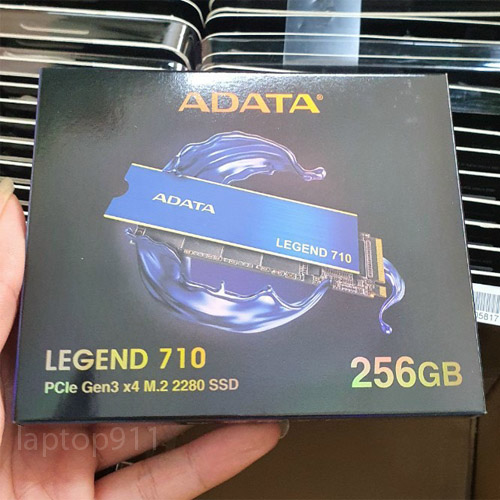 ADATA®
ADATA
LEGEND 710
LEGEND 710
PCIe Gen3 x4 M.2 2280 SSD
256GB
laptop911